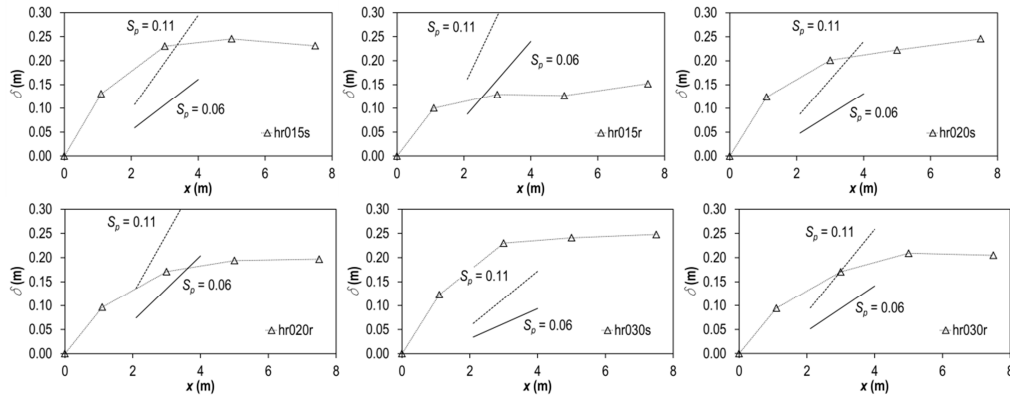 0.30
0.25
0.20
0.15
0.10
0.05
0.00
δ (m)
Sp = 0.11
Sp = 0.06
hr015s
0 2 4 6 8
x (m)
0.30
0.25
0.20
0.15
0.10
0.05
0.00
δ (m)
Sp = 0.11
Sp = 0.06
hr015r
0 2 4 6 8
x (m)
0.30
0.25
0.20
0.15
0.10
0.05
0.00
δ (m)
Sp = 0.11
Sp = 0.06
hr020s
0 2 4 6 8
x (m)
0.30
0.25
0.20
0.15
0.10
0.05
0.00
δ (m)
Sp = 0.11
Sp = 0.06
hr020r
0 2 4 6 8
x (m)
0.30
0.25
0.20
0.15
0.10
0.05
0.00
δ (m)
Sp = 0.11
Sp = 0.06
hr030s
0 2 4 6 8
x (m)
0.30
0.25
0.20
0.15
0.10
0.05
0.00
δ (m)
Sp = 0.11
Sp = 0.06
hr030r
0 2 4 6 8
x (m)